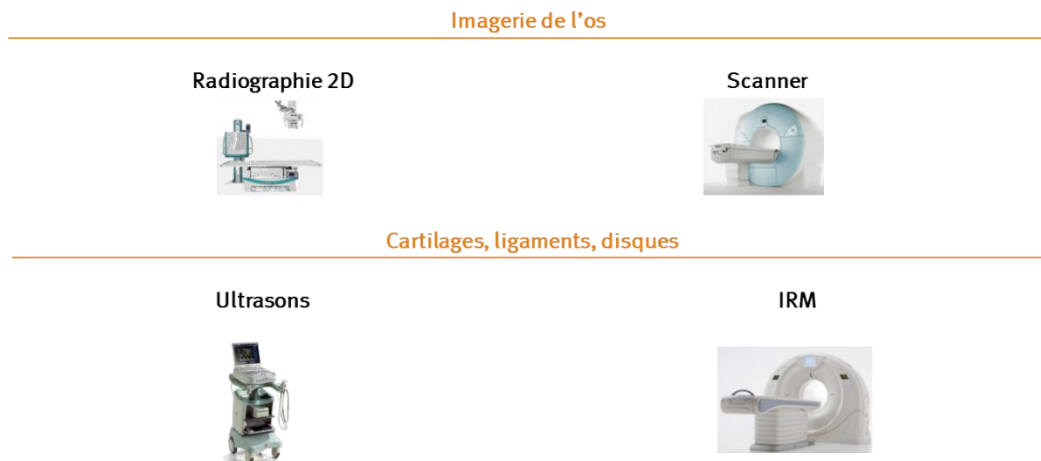 Imagerie de l'os
Radiographie 2D
Scanner
Cartilages, ligaments, disques
Ultrasons
IRM